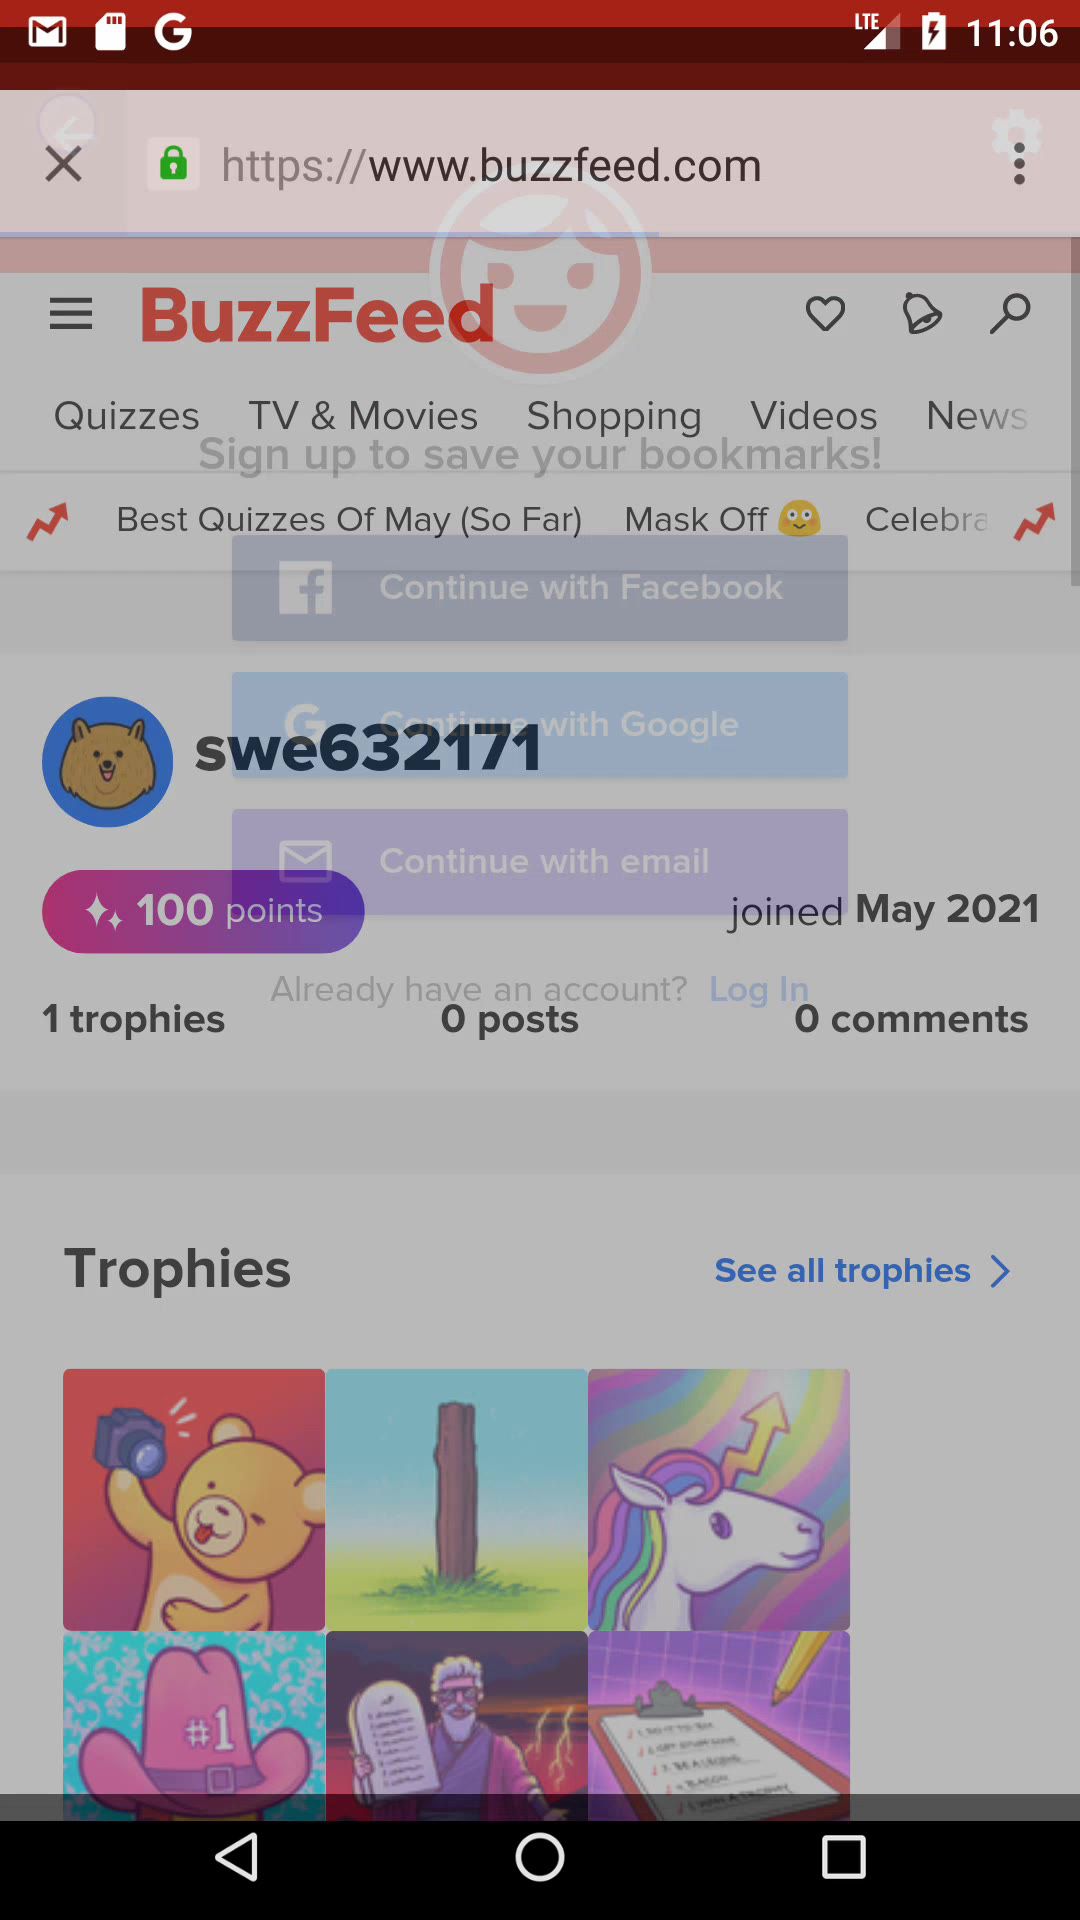 LTE 11:06
https://www.buzzfeed.com
BuzzFeed
Quizzes TV & Movies Shopping Videos News
Sign up to save your bookmarks!
Best Quizzes Of May (So Far) Mask Off Celebra
Continue with Facebook
Continue with Google
swe632171
Continue with email
100 points joined May 2021
Already have an account? Log In
1 trophies 0 posts 0 comments
Trophies See all trophies
#1